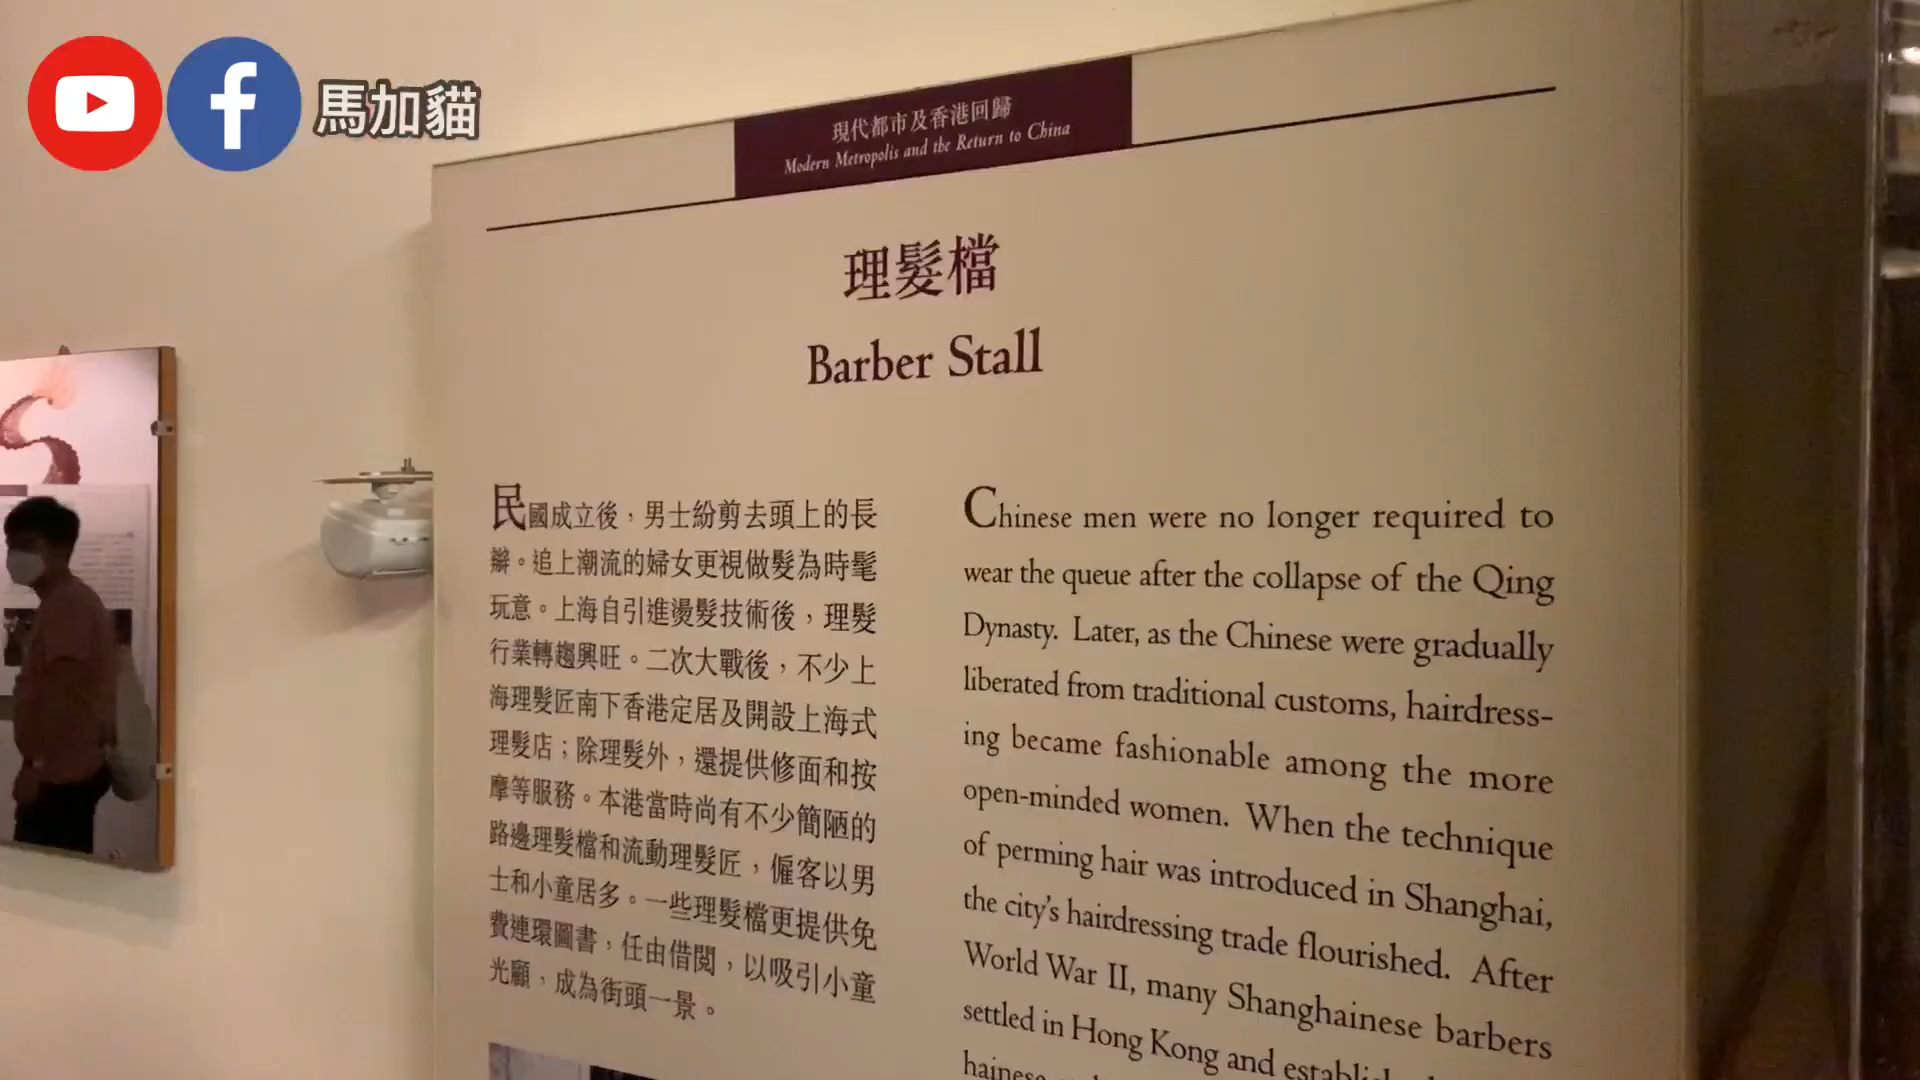 馬加貓
現代都市及香港回歸
Modern Metropolis and the Return to China
理髮檔
Barber Stall
民國成立後，男士紛剪去頭上的長
辮。追上潮流的婦女更視做髮為時髦
玩意。上海自引進燙髮技術後，理髮
行業轉趨興旺。二次大戰後，不少上
海理髮匠南下香港定居及開設上海式
理髮店；除理髮外，還提供修面和按
摩等服務。本港當時尚有不少簡陋的
路邊理髮檔和流動理髮匠，僱客以男
士和小童居多。一些理髮檔更提供免
費連環圖書，任由借閱，以吸引小童
光顧，成為街頭一景。
Chinese men were no longer required to
wear the queue after the collapse of the Qing
Dynasty. Later, as the Chinese were gradually
liberated from traditional customs, hairdress-
ing became fashionable among the more
open-minded women. When the technique
of perming hair was introduced in Shanghai,
the city's hairdressing trade flourished. After
World War II, many Shanghainese barbers
settled in Hong Kong and